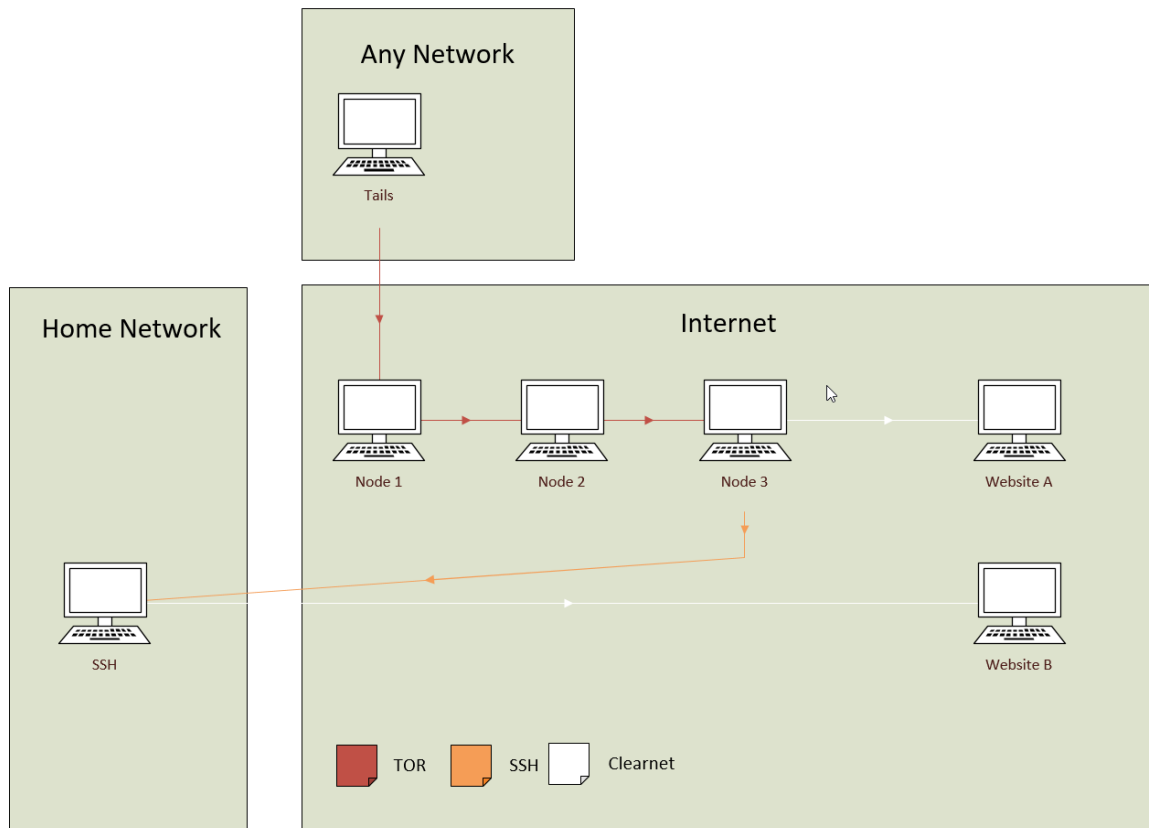 Any Network
Tails
Home Network
Internet
Node 1
Node 2
Node 3
Website A
SSH
Website B
TOR
SSH
Clearnet